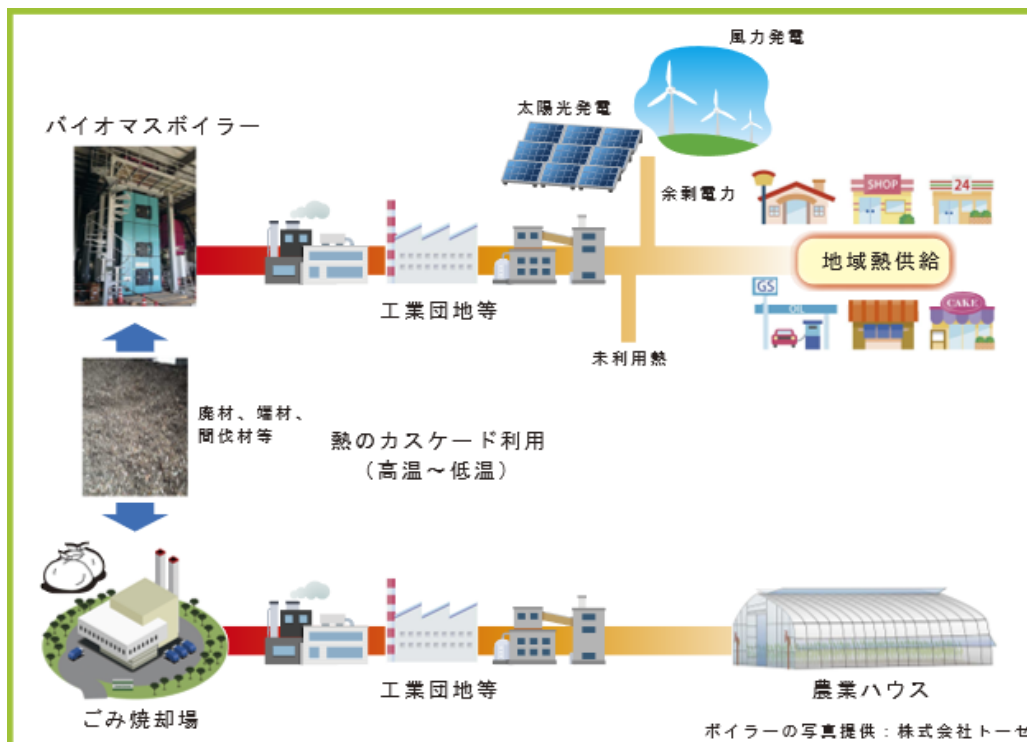 風力発電
太陽光発電
バイオマスボイラー
余剰電力
SHOP
24
地域熱供給
工業団地等
GS
OIL
CAKE
未利用熱
廃材、端材、
間伐材等
熱のカスケード利用
（高温～低温）
工業団地等
農業ハウス
ごみ焼却場
ボイラーの写真提供：株式会社トーセ